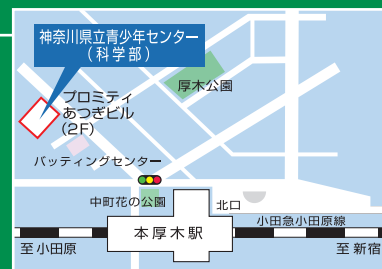 神奈川県立青少年センター
(科学部)
厚木公園
プロミティ
あつぎビル
(2F)
バッティングセンター
中町花の公園
北口
小田急小田原線
本厚木駅
至 小田原
至 新宿